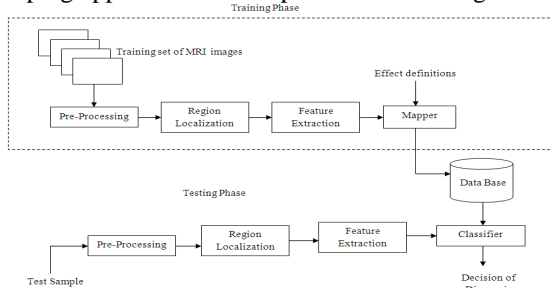 Training Phase
Training set of MRI images
Effect definitions
Pre-Processing
Region
Localization
Feature
Extraction
Mapper
Data Base
Testing Phase
Pre-Processing
Region
Localization
Feature
Extraction
Classifier
Test Sample
Decision of